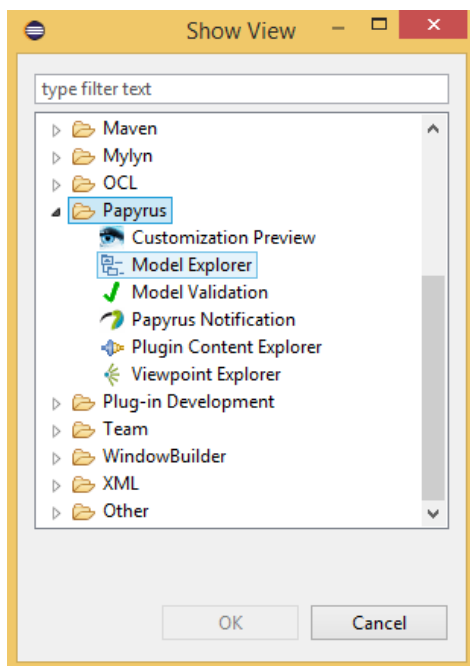 Show View
type filter text
Maven
Mylyn
OCL
Papyrus
Customization Preview
Model Explorer
Model Validation
Papyrus Notification
Plugin Content Explorer
Viewpoint Explorer
Plug-in Development
Team
WindowBuilder
XML
Other
OK Cancel